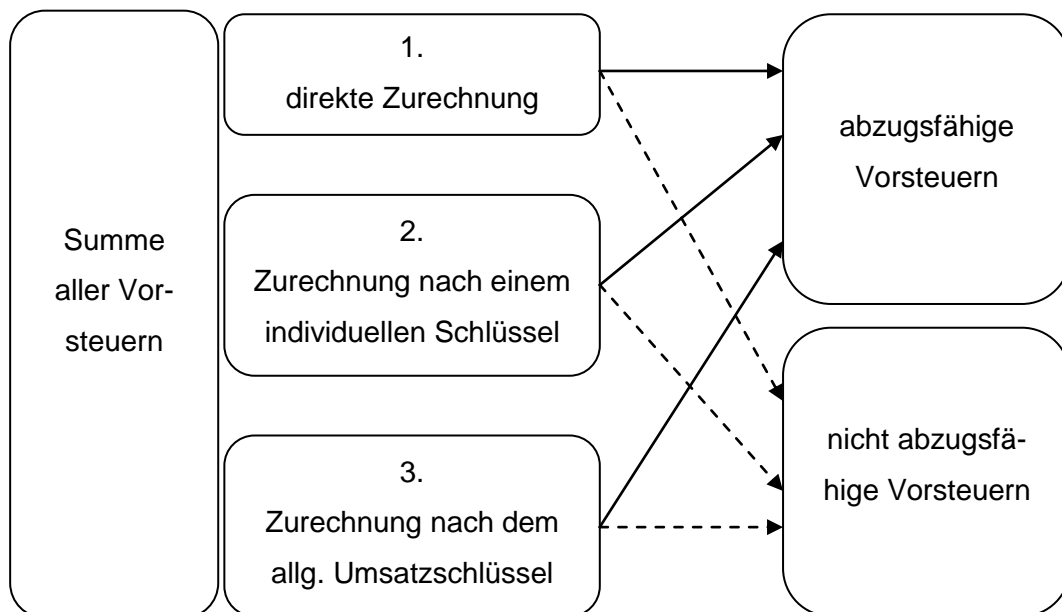 Summe
aller Vor-
steuern
1.
direkte Zurechnung
2.
Zurechnung nach einem
individuellen Schlüssel
3.
Zurechnung nach dem
allg. Umsatzschlüssel
abzugsfähige
Vorsteuern
nicht abzugsfä-
hige Vorsteuern